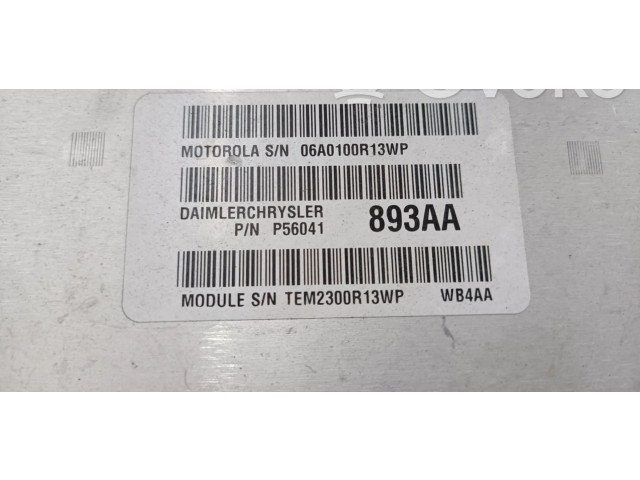 MOTOROLA S/N 06A0100R13WP
DAIMLERCHRYSLER
P/N P56041 893AA
MODULE S/N TEM2300R13WP WB4AA